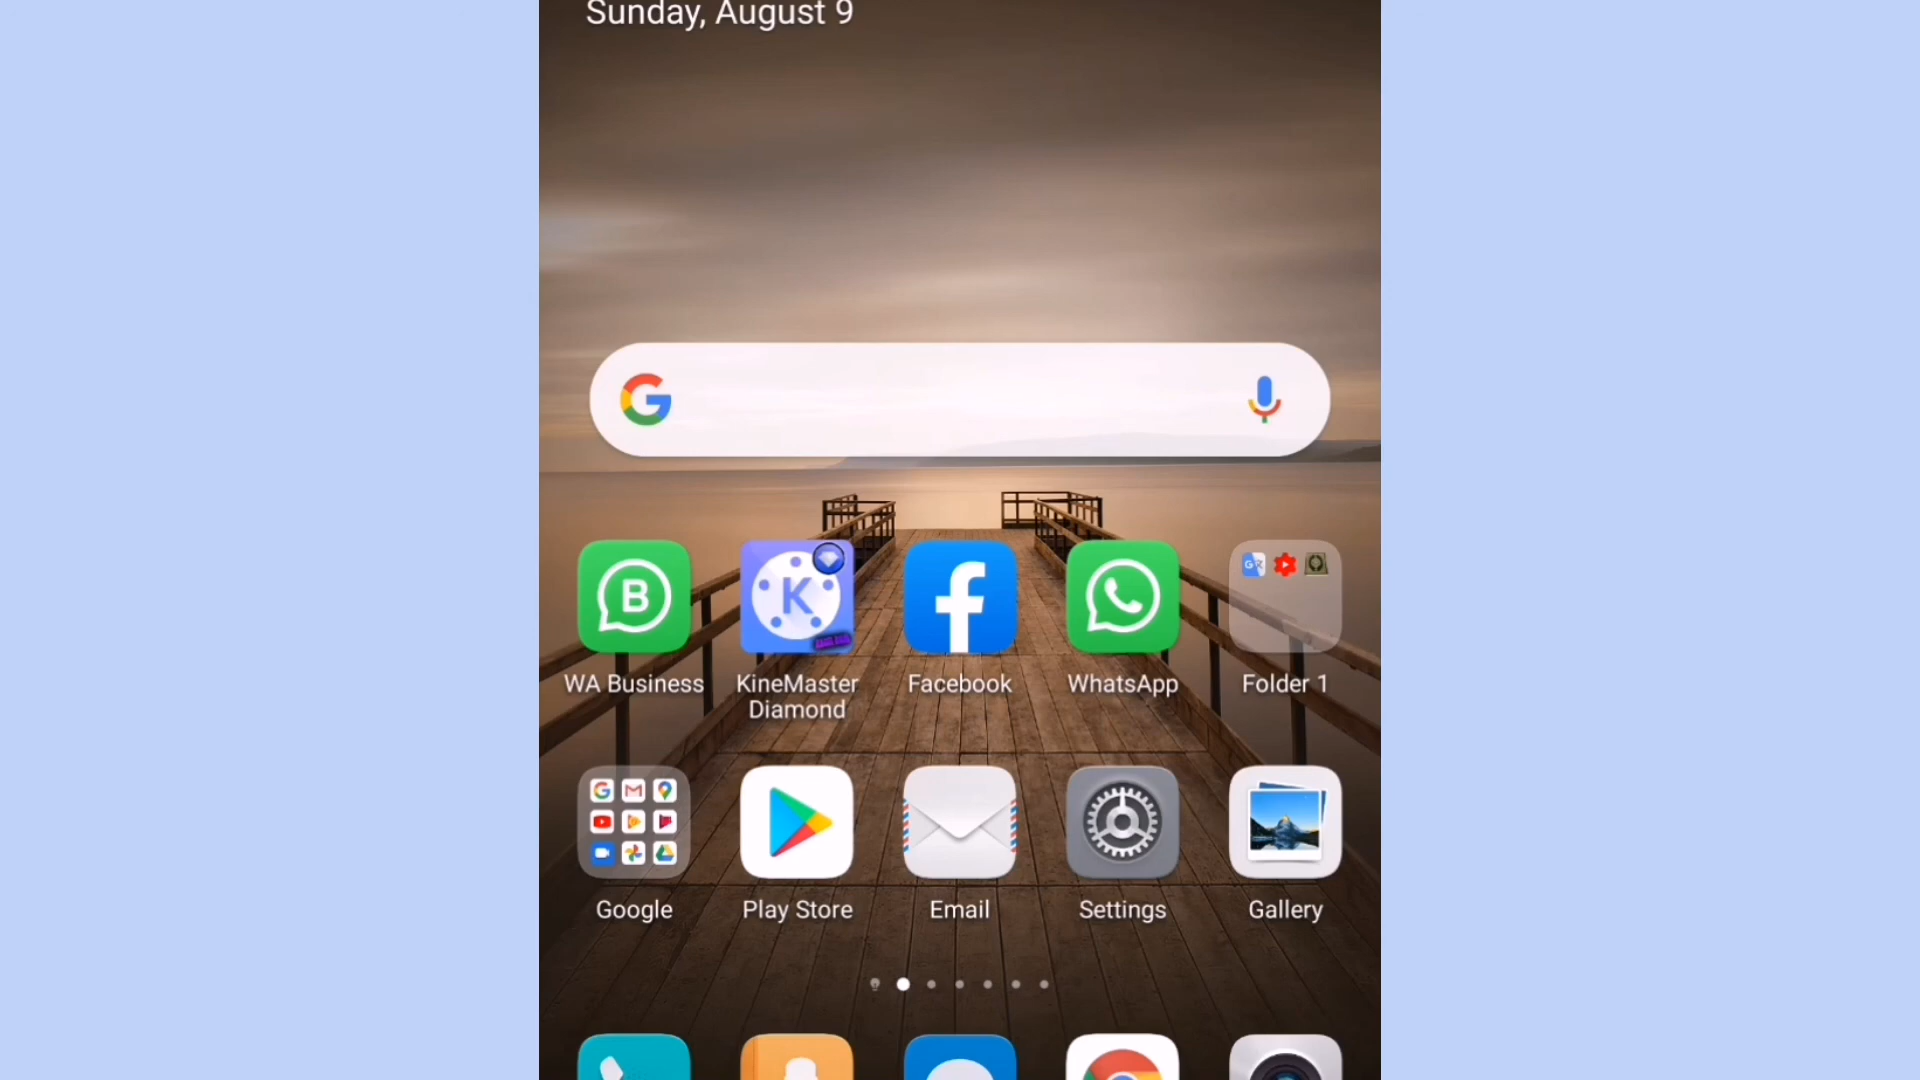 Sunday, August 9
WA Business
KineMaster
Diamond
Facebook
WhatsApp
Folder 1
Google
Play Store
Email
Settings
Gallery